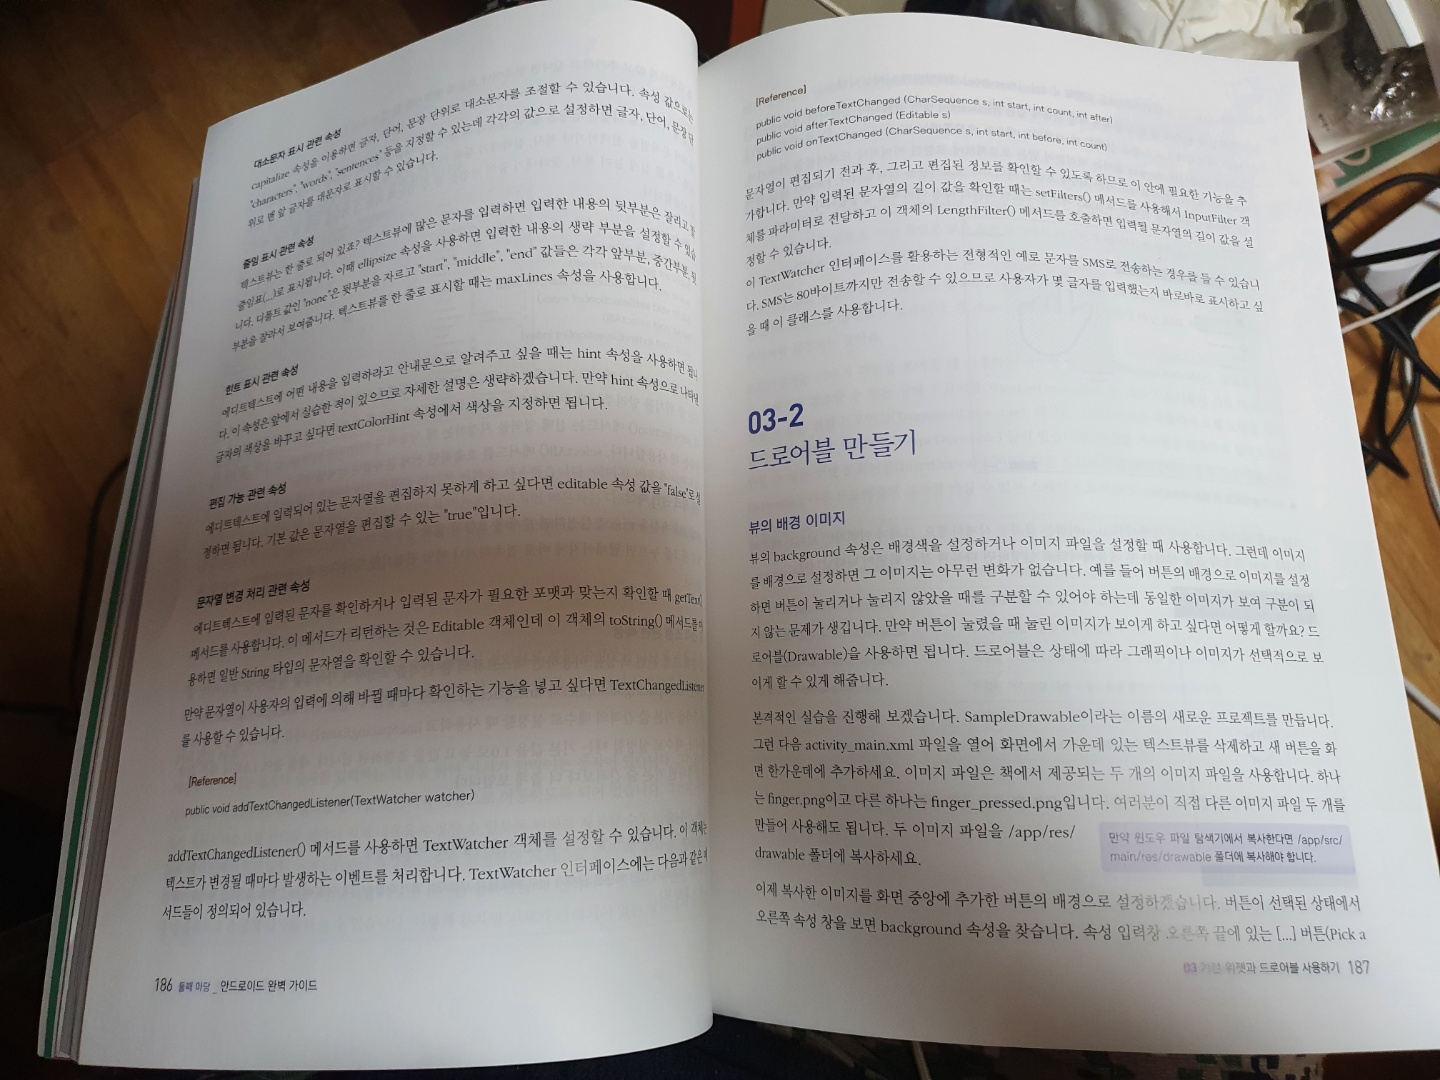 대소문자 표시 관련 속성
capitalize 속성을 이용하면 글자, 단어, 문장 단위로 대소문자를 조절할 수 있습니다. 속성 값으로는
"characters", "words", "sentences" 등을 지정할 수 있는데 각각의 값으로 설정하면 글자, 단어, 문장 단
위로 맨 앞 글자를 대문자로 표시할 수 있습니다.
줄임 표시 관련 속성
텍스트뷰는 한 줄로 되어 있죠? 텍스트뷰에 많은 문자를 입력하면 입력한 내용의 뒷부분은 잘리고
줄임표(...)로 표시됩니다. 이때 ellipsize 속성을 사용하면 입력한 내용의 생략 부분을 설정할 수 있습
니다. 디폴트 값인 "none"은 뒷부분을 자르고 "start", "middle", "end" 값들은 각각 앞부분, 중간부분, 뒷
부분을 잘라서 보여줍니다. 텍스트뷰를 한 줄로 표시할 때는 maxLines 속성을 사용합니다.
힌트 표시 관련 속성
에디트텍스트에 어떤 내용을 입력하라고 안내문으로 알려주고 싶을 때는 hint 속성을 사용하면 됩니
다. 이 속성은 앞에서 실습한 적이 있으므로 자세한 설명은 생략하겠습니다. 만약 hint 속성으로 나타낸
글자의 색상을 바꾸고 싶다면 textColorHint 속성에서 색상을 지정하면 됩니다.
편집 가능 관련 속성
에디트텍스트에 입력되어 있는 문자열을 편집하지 못하게 하고 싶다면 editable 속성 값을 "false"로 설
정하면 됩니다. 기본 값은 문자열을 편집할 수 있는 "true"입니다.
문자열 변경 처리 관련 속성
에디트텍스트에 입력된 문자를 확인하거나 입력된 문자가 필요한 포맷과 맞는지 확인할 때 getText()
메서드를 사용합니다. 이 메서드가 리턴하는 것은 Editable 객체인데 이 객체의 toString() 메서드를
용하면 일반 String 타입의 문자열을 확인할 수 있습니다.
만약 문자열이 사용자의 입력에 의해 바뀔 때마다 확인하는 기능을 넣고 싶다면 TextChangedListener
를 사용할 수 있습니다.
[Reference]
public void addTextChangedListener(TextWatcher watcher)
addTextChangedListener() 메서드를 사용하면 TextWatcher 객체를 설정할 수 있습니다. 이 객체는
텍스트가 변경될 때마다 발생하는 이벤트를 처리합니다. TextWatcher 인터페이스에는 다음과 같은
서드들이 정의되어 있습니다.
186 둘째 마당 _ 안드로이드 완벽 가이드
[Reference]
public void beforeTextChanged (CharSequence s, int start, int count, int after)
public void afterTextChanged (Editable s)
public void onTextChanged (CharSequence s, int start, int before, int count)
문자열이 편집되기 전과 후, 그리고 편집된 정보를 확인할 수 있도록 하므로 이 안에 필요한 기능을 추
가합니다. 만약 입력된 문자열의 길이 값을 확인할 때는 setFilters() 메서드를 사용해서 InputFilter 객
체를 파라미터로 전달하고 이 객체의 LengthFilter() 메서드를 호출하면 입력될 문자열의 길이 값을 설
정할 수 있습니다.
이 TextWatcher 인터페이스를 활용하는 전형적인 예로 문자를 SMS로 전송하는 경우를 들 수 있습니
다. SMS는 80바이트까지만 전송할 수 있으므로 사용자가 몇 글자를 입력했는지 바로바로 표시하고 싶
을 때 이 클래스를 사용합니다.
03-2
드로어블 만들기
뷰의 배경 이미지
뷰의 background 속성은 배경색을 설정하거나 이미지 파일을 설정할 때 사용합니다. 그런데 이미지
를 배경으로 설정하면 그 이미지는 아무런 변화가 없습니다. 예를 들어 버튼의 배경으로 이미지를 설정
하면 버튼이 눌리거나 눌리지 않았을 때를 구분할 수 있어야 하는데 동일한 이미지가 보여 구분이 되
지 않는 문제가 생깁니다. 만약 버튼이 눌렸을 때 눌린 이미지가 보이게 하고 싶다면 어떻게 할까요? 드
로어블(Drawable)을 사용하면 됩니다. 드로어블은 상태에 따라 그래픽이나 이미지가 선택적으로 보
이게 할 수 있게 해줍니다.
본격적인 실습을 진행해 보겠습니다. SampleDrawable이라는 이름의 새로운 프로젝트를 만듭니다.
그런 다음 activity_main.xml 파일을 열어 화면에서 가운데 있는 텍스트뷰를 삭제하고 새 버튼을 화
면 한가운데에 추가하세요. 이미지 파일은 책에서 제공되는 두 개의 이미지 파일을 사용합니다. 하나
는 finger.png이고 다른 하나는 finger_pressed.png입니다. 여러분이 직접 다른 이미지 파일 두 개를
만들어 사용해도 됩니다. 두 이미지 파일을 /app/res/
drawable 폴더에 복사하세요.
만약 윈도우 파일 탐색기에서 복사한다면 /app/src/
main/res/drawable 폴더에 복사해야 합니다.
이제 복사한 이미지를 화면 중앙에 추가한 버튼의 배경으로 설정하겠습니다. 버튼이 선택된 상태에서
오른쪽 속성 창을 보면 background 속성을 찾습니다. 속성 입력창 오른쪽 끝에 있는 [...] 버튼(Pick a
03 기본 위젯과 드로어블 사용하기 187